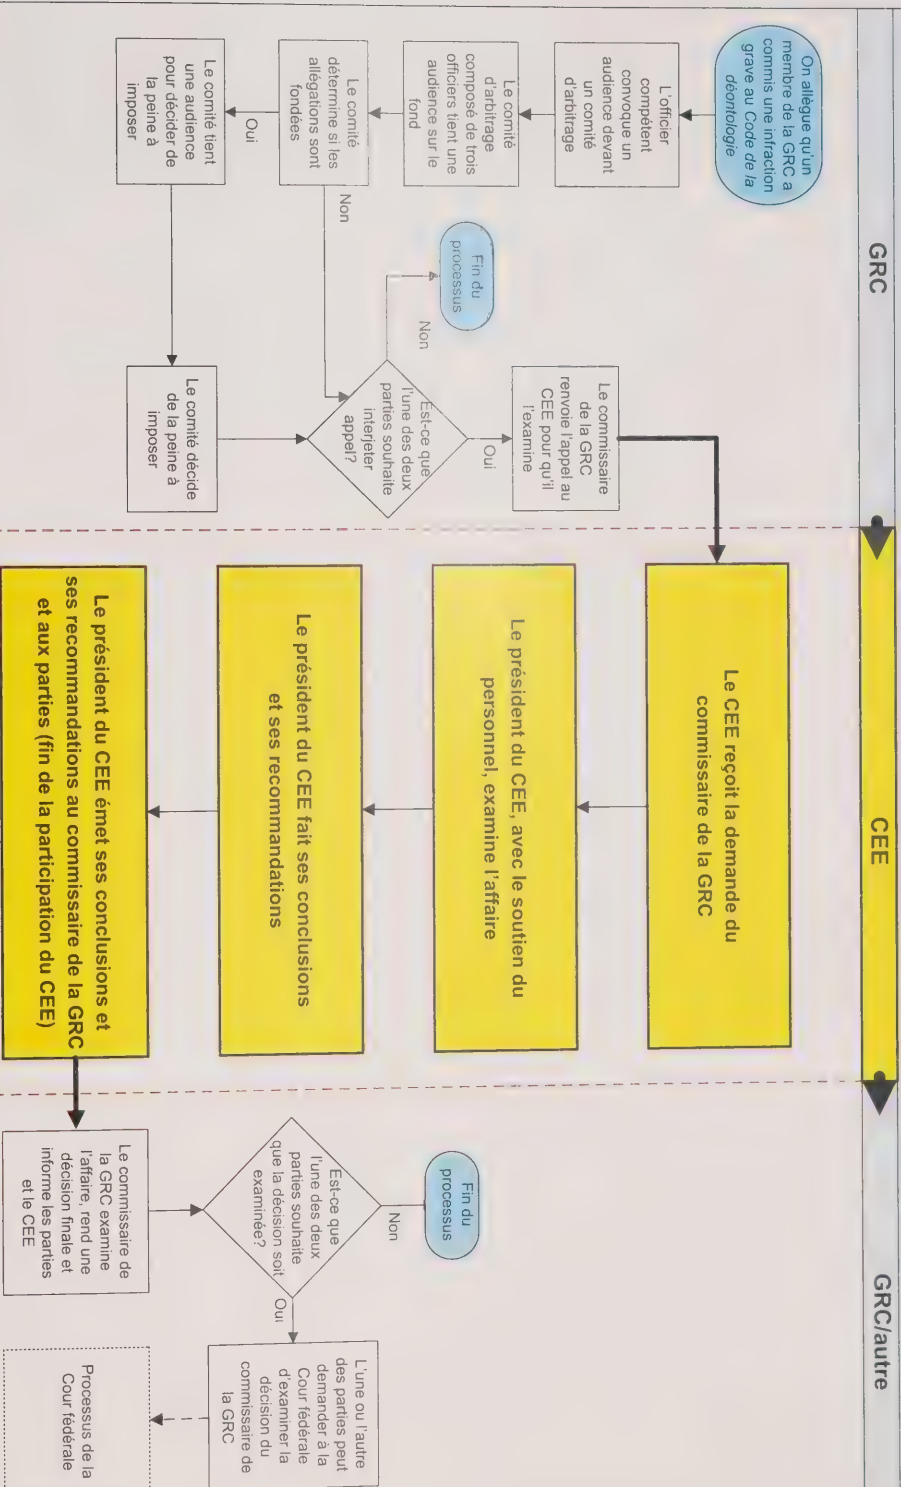 GRC
CEE
GRC/autre
On allègue qu'un
membre de la GRC a
commis une infraction
grave au Code de la
déontologie
L'officier
compétent
convoque un
audience devant
un comité
d'arbitrage
Le comité
d'arbitrage
composé de trois
officiers tient une
audience sur le
fond
Le comité
détermine si les
allégations sont
fondées
Oui
Non
Le comité tient
une audience
pour décider de
la peine à
imposer
Le comité décide
de la peine à
imposer
Est-ce que
l'une des deux
parties souhaite
interjeter
appel?
Non
Fin du
processus
Oui
Le commissaire
de la GRC
renvoie l'appel au
CEE pour qu'il
l'examine
Le CEE reçoit la demande du
commissaire de la GRC
Le président du CEE, avec le soutien du
personnel, examine l'affaire
Le président du CEE fait ses conclusions
et ses recommandations
Le président du CEE émet ses conclusions et
ses recommandations au commissaire de la GRC
et aux parties (fin de la participation du CEE)
Le commissaire de
la GRC examine
l'affaire, rend une
décision finale et
informe les parties
et le CEE
Est-ce que
l'une des deux
parties souhaite
que la décision soit
examinée?
Non
Fin du
processus
Oui
L'une ou l'autre
des parties peut
demander à la
Cour fédérale
d'examiner la
décision du
commissaire de
la GRC
Processus de la
Cour fédérale